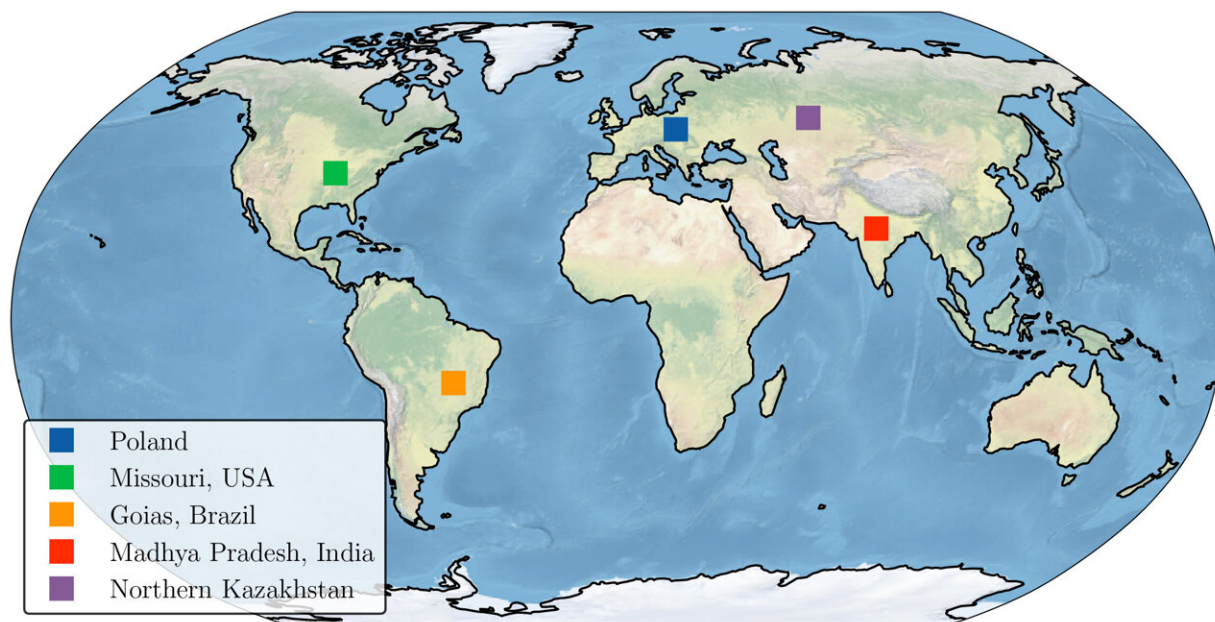 Poland
Missouri, USA
Goias, Brazil
Madhya Pradesh, India
Northern Kazakhstan